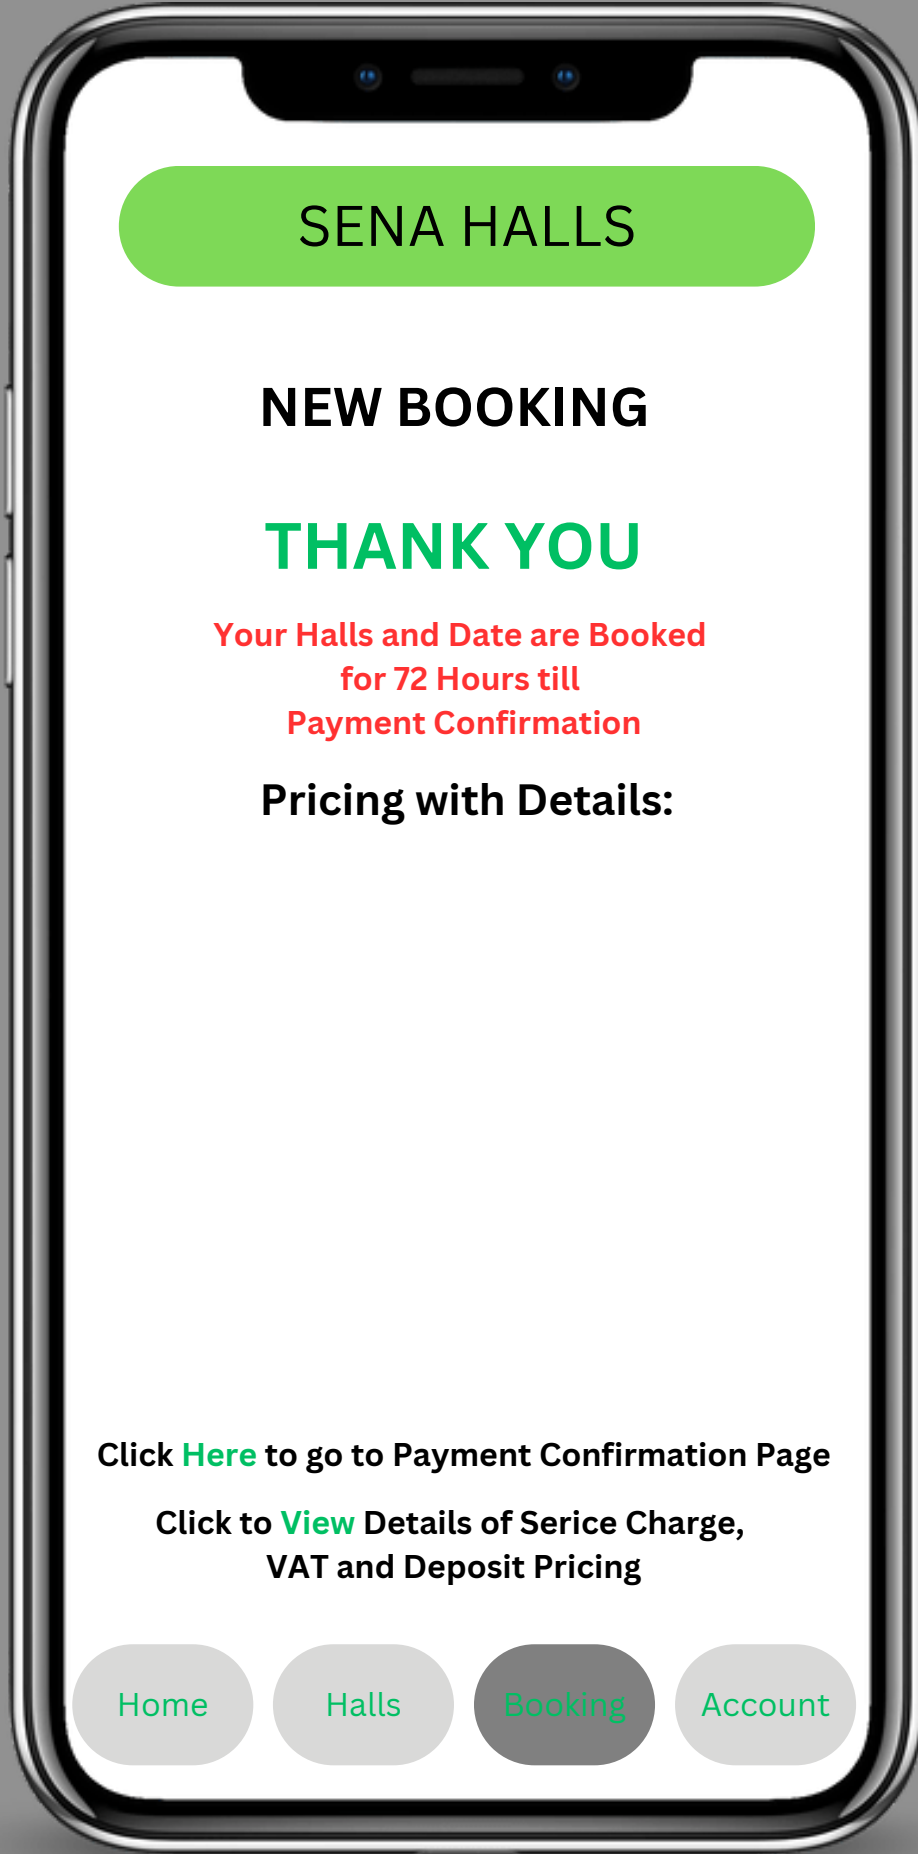 SENA HALLS
NEW BOOKING
THANK YOU
Your Halls and Date are Booked
for 72 Hours till
Payment Confirmation
Pricing with Details:
Click Here to go to Payment Confirmation Page
Click to View Details of Serice Charge,
VAT and Deposit Pricing
Home
Halls
Booking
Account